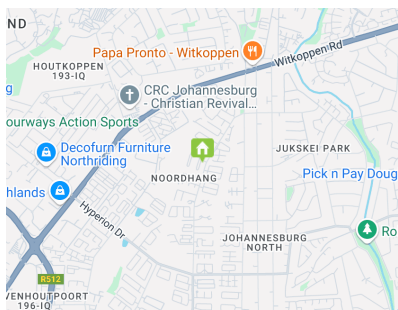 ND
Papa Pronto - Witkoppen
Witkoppen Rd
HOUTKOPPEN
193-IQ
g
CRC Johannesburg
- Christian Revival...
ourways Action Sports
Decofurn Furniture
Northriding
JUKSKEI PARK
Pick n Pay Doug
NOORDHANG
hlands
Hyperion Dr
Ro
JOHANNESBURG
NORTH
R512
VENHOUTPOORT
196-IQ